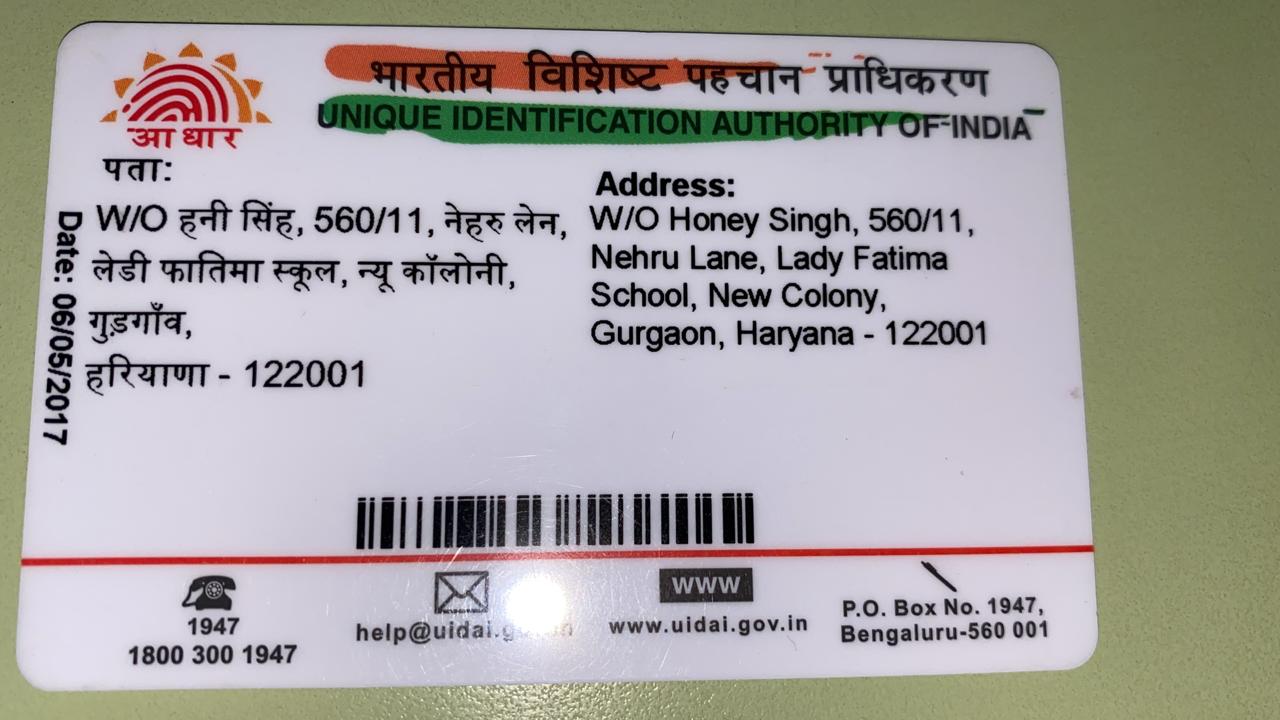 भारतीय विशिष्ट पहचान प्राधिकरण
UNIQUE IDENTIFICATION AUTHORITY OF INDIA
आधार
पता:
W/O हनी सिंह, 560/11, नेहरु लेन,
लेडी फातिमा स्कूल, न्यू कॉलोनी,
गुड़गाँव,
हरियाणा - 122001
Date: 06/05/2017
Address:
W/O Honey Singh, 560/11,
Nehru Lane, Lady Fatima
School, New Colony,
Gurgaon, Haryana - 122001
1947
1800 300 1947
www
www.uidai.gov.in
P.O. Box No. 1947,
Bengaluru-560 001